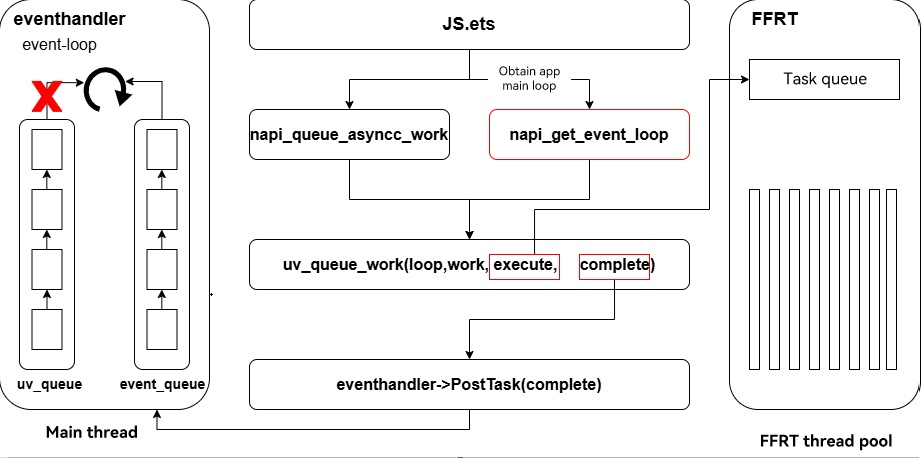 eventhandler
event-loop
X
uv_queue
event_queue
Main thread
JS.ets
Obtain app
main loop
napi_queue_asyncc_work
napi_get_event_loop
uv_queue_work(loop,work, execute, complete)
eventhandler->PostTask(complete)
FFRT
Task queue
FFRT thread pool